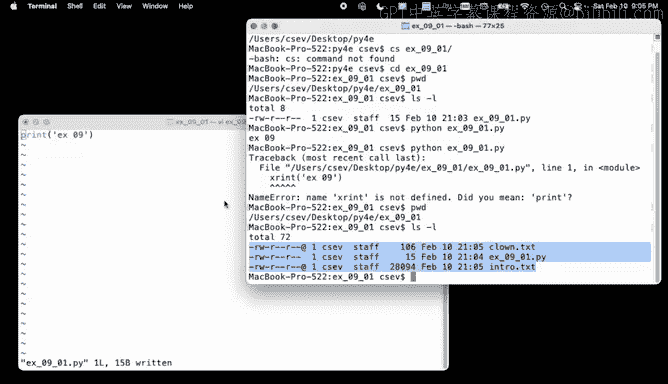 Terminal Shell Edit View Window Help
Sat Feb 10 9:05 PM
ex_09_01 — -bash — 77×25
/Users/csev/Desktop/py4e
MacBook-Pro-522:py4e csev$ cs ex_09_01/
-bash: cs: command not found
MacBook-Pro-522:py4e csev$ cd ex_09_01
MacBook-Pro-522:ex_09_01 csev$ pwd
/Users/csev/Desktop/py4e/ex_09_01
MacBook-Pro-522:ex_09_01 csev$ ls -l
total 8
-rw-r--r-- 1 csev staff 15 Feb 10 21:03 ex_09_01.py
MacBook-Pro-522:ex_09_01 csev$ python ex_09_01.py
ex 09
MacBook-Pro-522:ex_09_01 csev$ python ex_09_01.py
Traceback (most recent call last):
File "/Users/csev/Desktop/py4e/ex_09_01/ex_09_01.py", line 1, in <module>
xrint('ex 09')
^^^^^
NameError: name 'xrint' is not defined. Did you mean: 'print'?
MacBook-Pro-522:ex_09_01 csev$ pwd
/Users/csev/Desktop/py4e/ex_09_01
MacBook-Pro-522:ex_09_01 csev$ ls -l
total 72
-rw-r--r--@ 1 csev staff 106 Feb 10 21:05 clown.txt
-rw-r--r-- 1 csev staff 15 Feb 10 21:04 ex_09_01.py
-rw-r--r--@ 1 csev staff 28094 Feb 10 21:05 intro.txt
MacBook-Pro-522:ex_09_01 csev$
print('ex 09')
"ex_09_01.py" 1L, 15B written